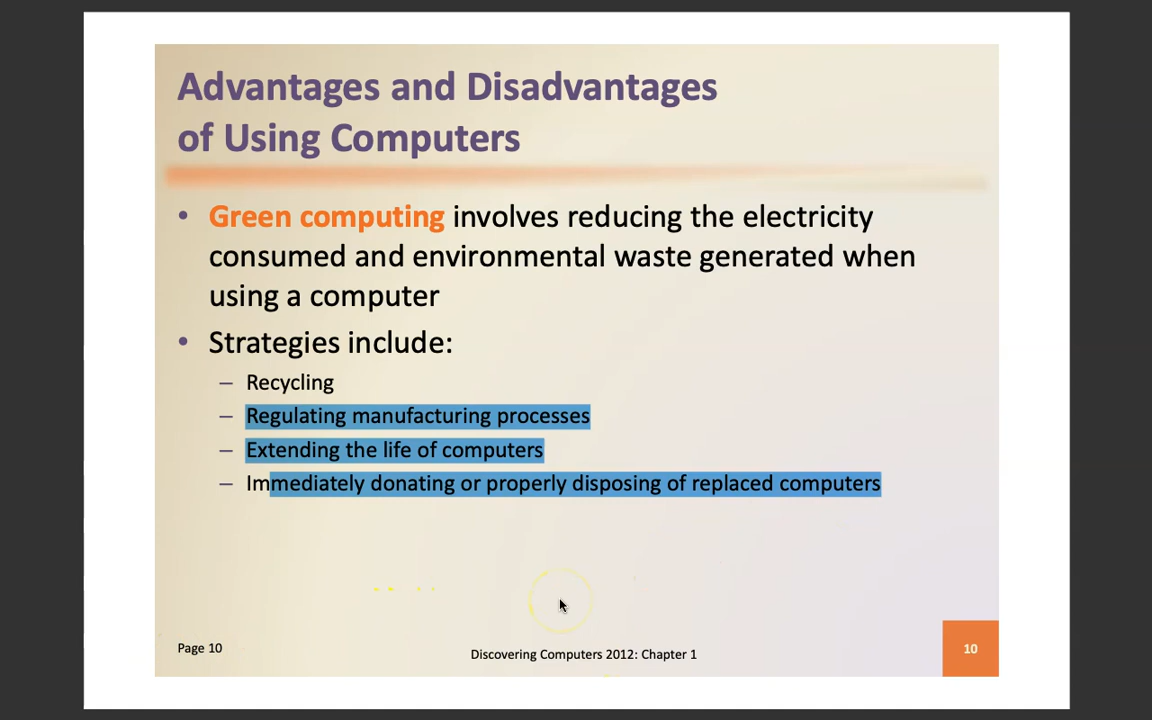 Advantages and Disadvantages
of Using Computers
• Green computing involves reducing the electricity
consumed and environmental waste generated when
using a computer
• Strategies include:
– Recycling
– Regulating manufacturing processes
– Extending the life of computers
– Immediately donating or properly disposing of replaced computers
Page 10
Discovering Computers 2012: Chapter 1
10